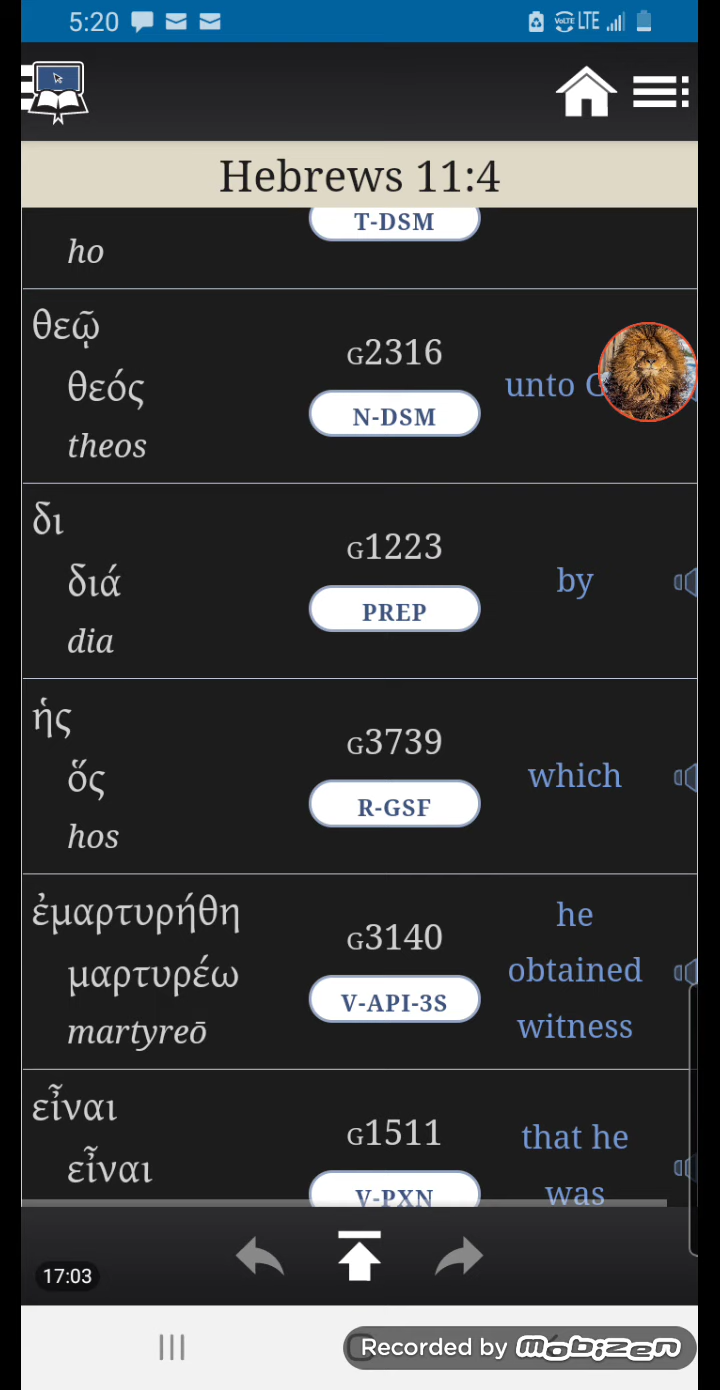 5:20
VoLTE LTE
Hebrews 11:4
T-DSM
ho
θεῷ
θεός
theos
G2316
N-DSM
unto
δι
διά
dia
G1223
PREP
by
ἡς
ὅς
hos
G3739
R-GSF
which
ἐμαρτυρήθη
μαρτυρέω
martyreō
G3140
V-API-3S
he
obtained
witness
εἶναι
εἶναι
G1511
V-PXN
that he
was
17:03
Recorded by mobizen